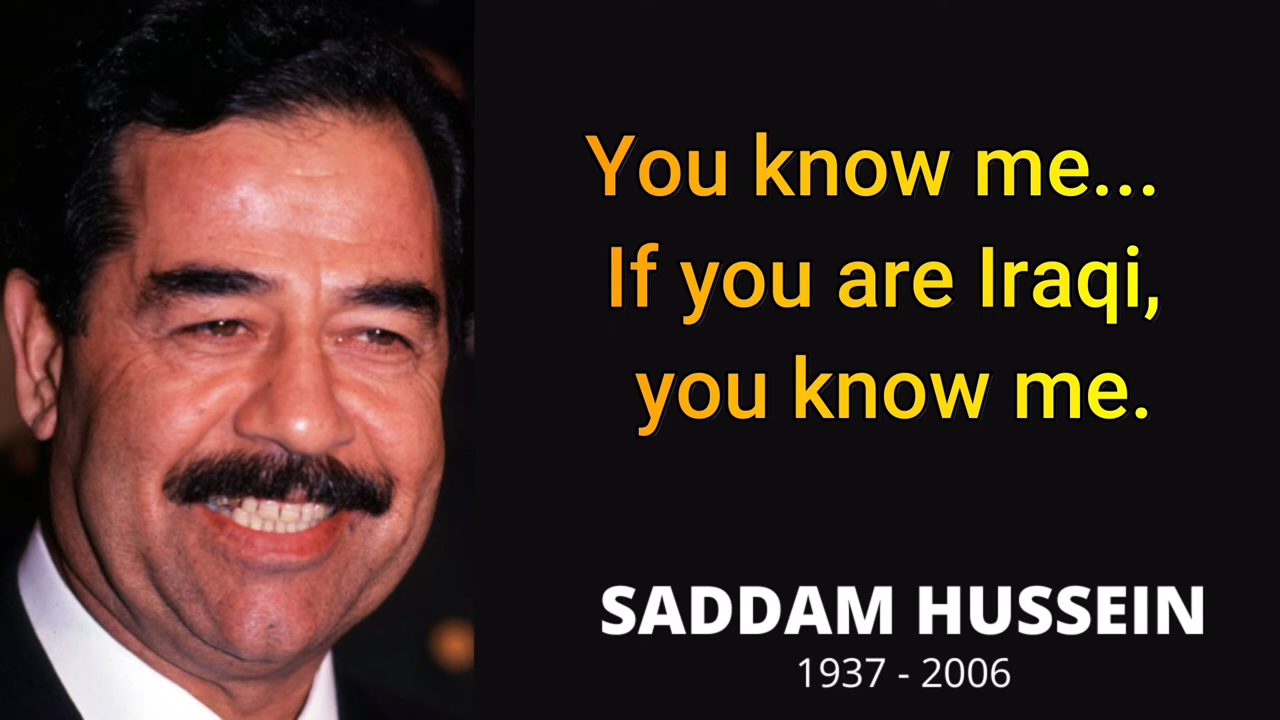 You know me...
If you are Iraqi,
you know me.
SADDAM HUSSEIN
1937 - 2006